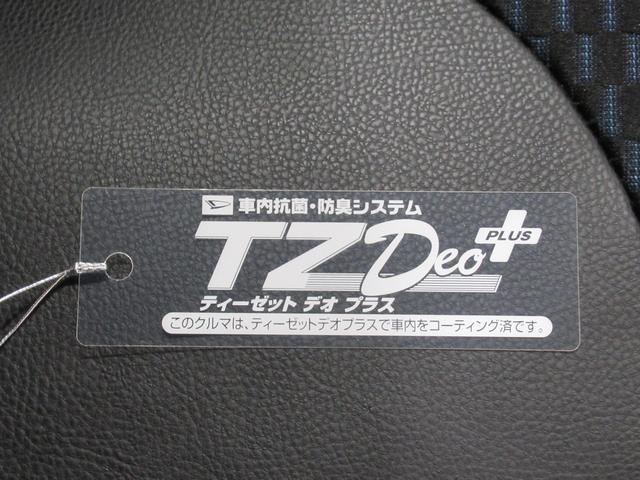 車内抗菌・防臭システム
TZ Deo PLUS
ティーゼット デオ プラス
このクルマは、ティーゼットデオプラスで車内をコーティング済です。